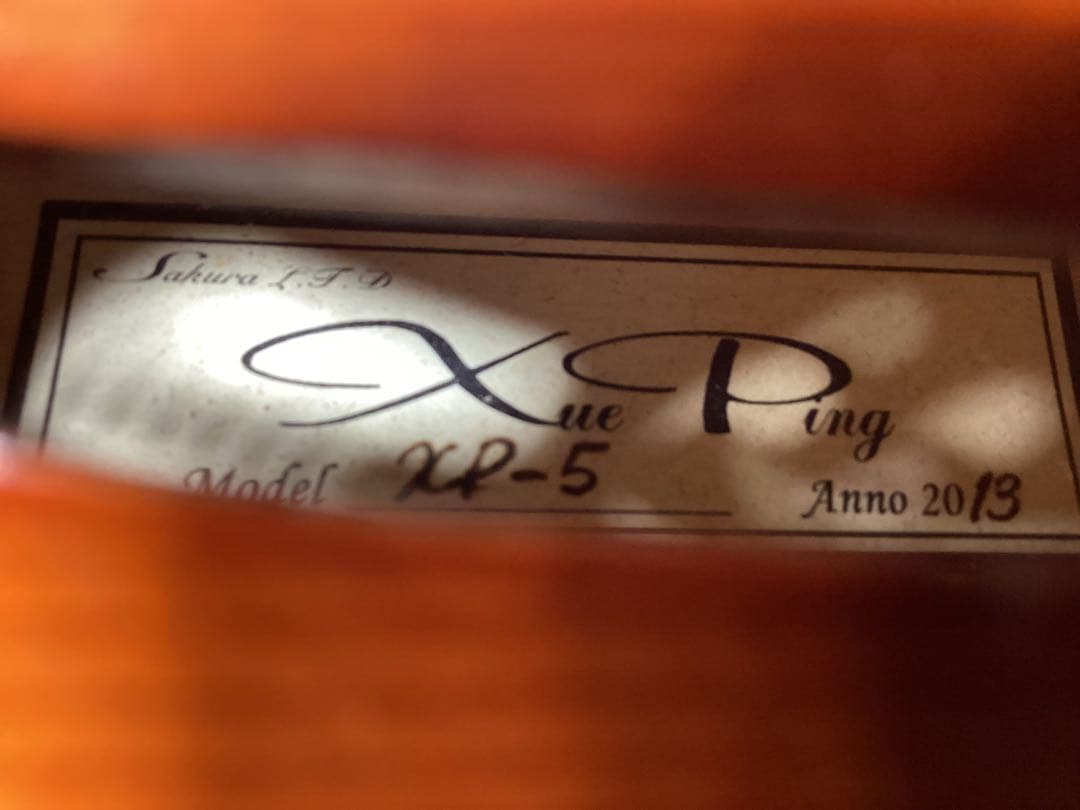 Sakura L.T.D
Xue Ping
Model XP-5
Anno 2013